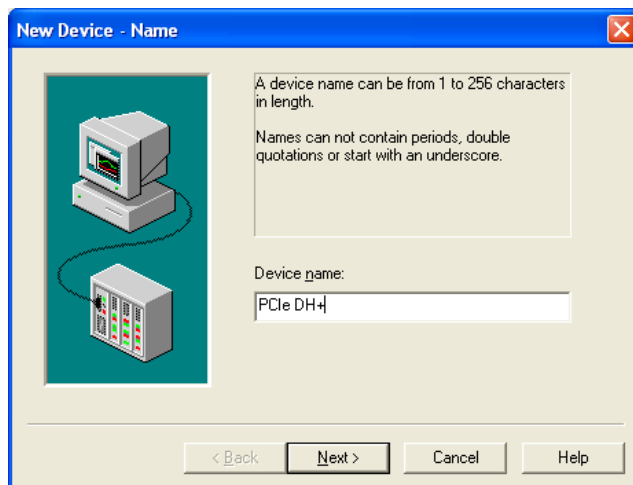 New Device - Name
A device name can be from 1 to 256 characters
in length.
Names can not contain periods, double
quotations or start with an underscore.
Device name:
PCIe DH+
< Back
Next >
Cancel
Help